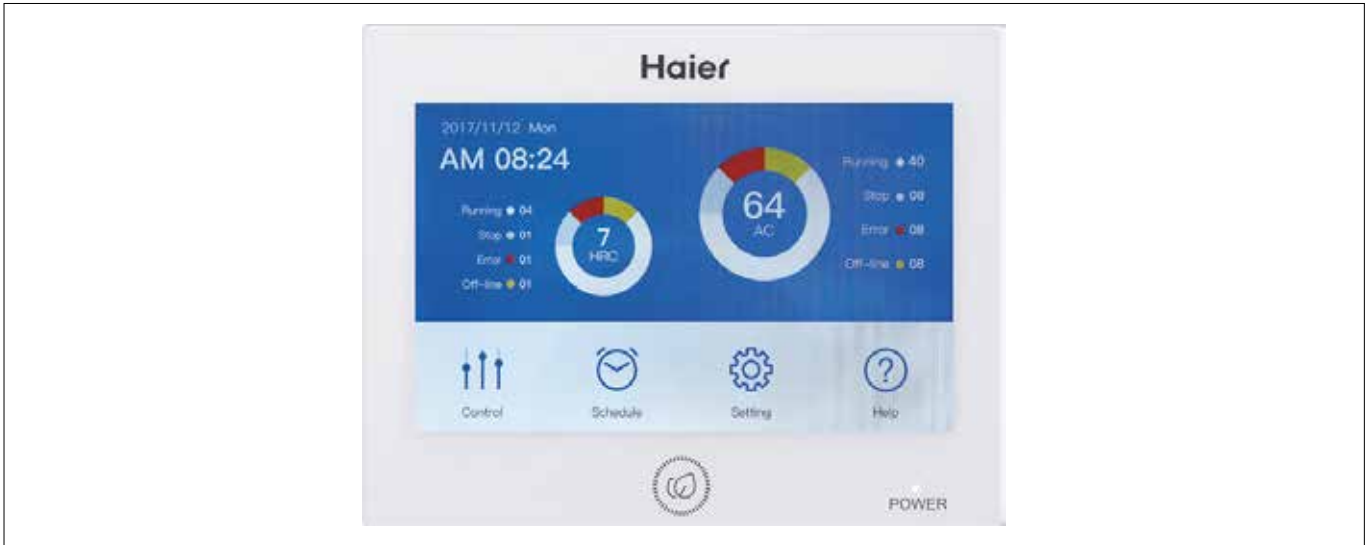 Haier
2017/11/12 Mon
AM 08:24
Running 04
Stop 01
Error 01
Off-line 01
7
HRC
64
AC
Running 40
Stop 08
Error 08
Off-line 08
Control
Schedule
Setting
Help
POWER